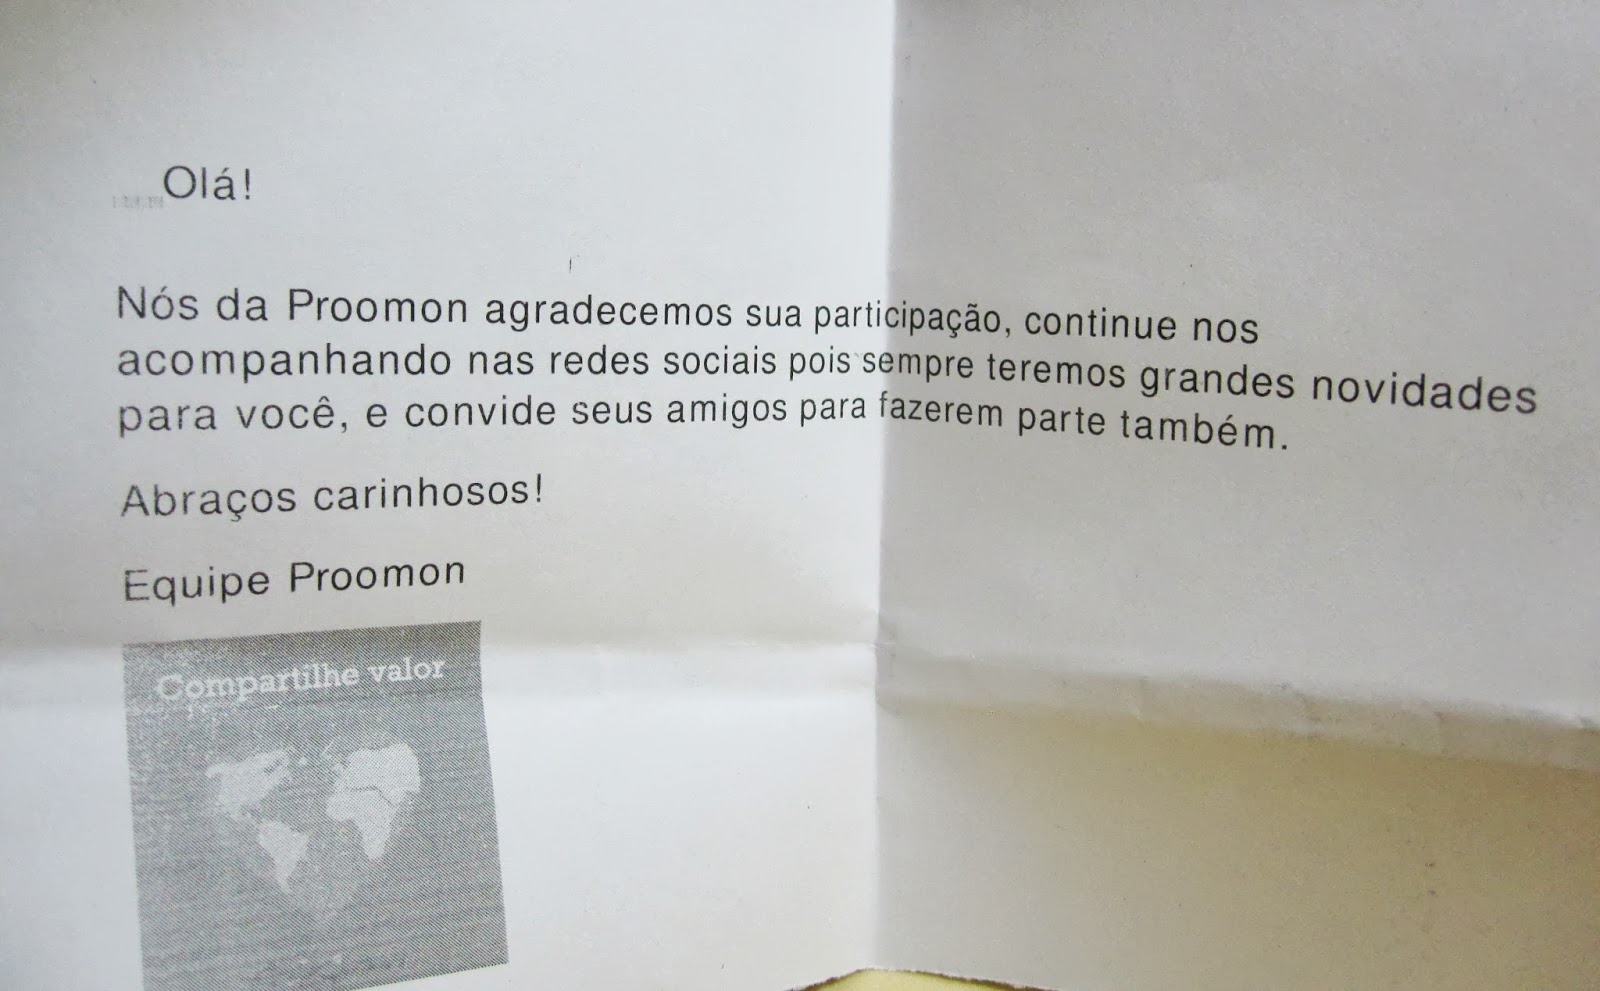 Olá!
Nós da Proomon agradecemos sua participação, continue nos
acompanhando nas redes sociais pois sempre teremos grandes novidades
para você, e convide seus amigos para fazerem parte também.
Abraços carinhosos!
Equipe Proomon
Compartilhe valor